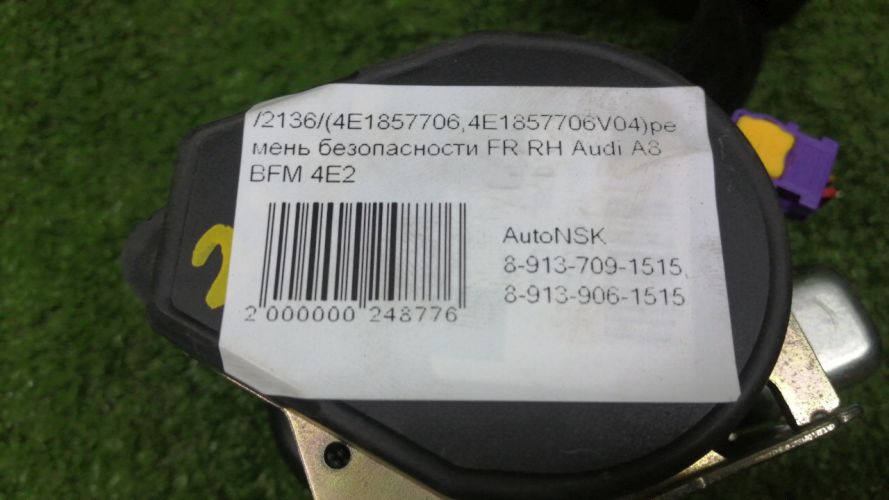 /2136/(4E1857706,4E1857706V04)ре
мень безопасности FR RH Audi A8
BFM 4E2
AutoNSK
8-913-709-1515,
8-913-906-1515
2 000000 248776
2